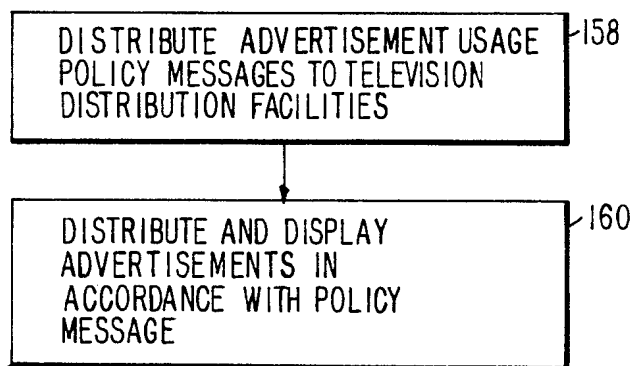 DISTRIBUTE ADVERTISEMENT USAGE
POLICY MESSAGES TO TELEVISION
DISTRIBUTION FACILITIES
158
DISTRIBUTE AND DISPLAY
ADVERTISEMENTS IN
ACCORDANCE WITH POLICY
MESSAGE
160